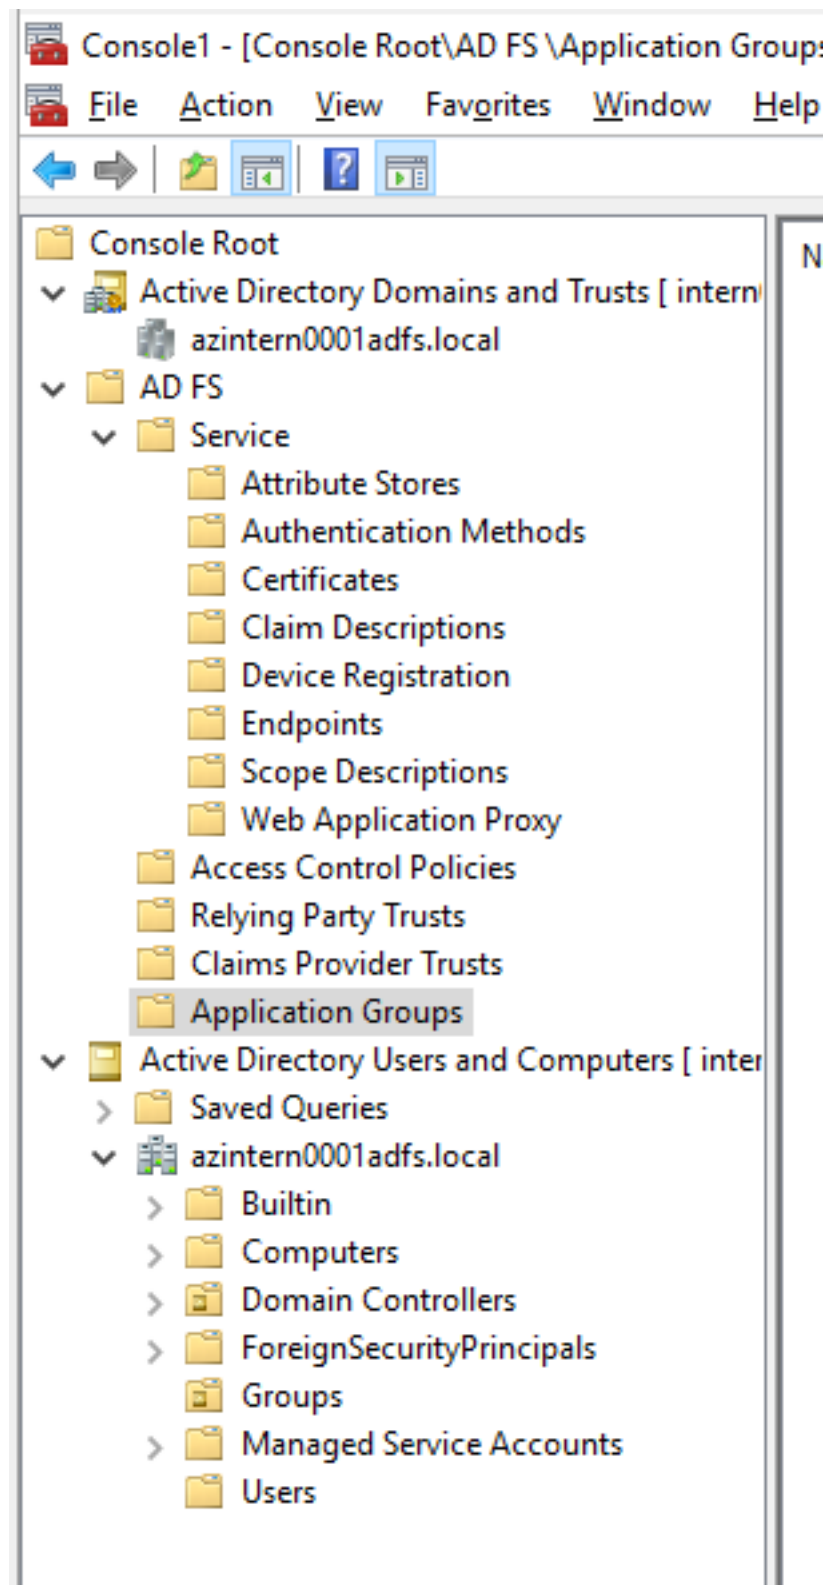 Console1 - [Console Root\AD FS \Application Groups
File Action View Favorites Window Help
Console Root
Active Directory Domains and Trusts [ intern
azintern0001adfs.local
AD FS
Service
Attribute Stores
Authentication Methods
Certificates
Claim Descriptions
Device Registration
Endpoints
Scope Descriptions
Web Application Proxy
Access Control Policies
Relying Party Trusts
Claims Provider Trusts
Application Groups
Active Directory Users and Computers [ inter
Saved Queries
azintern0001adfs.local
Builtin
Computers
Domain Controllers
ForeignSecurityPrincipals
Groups
Managed Service Accounts
Users